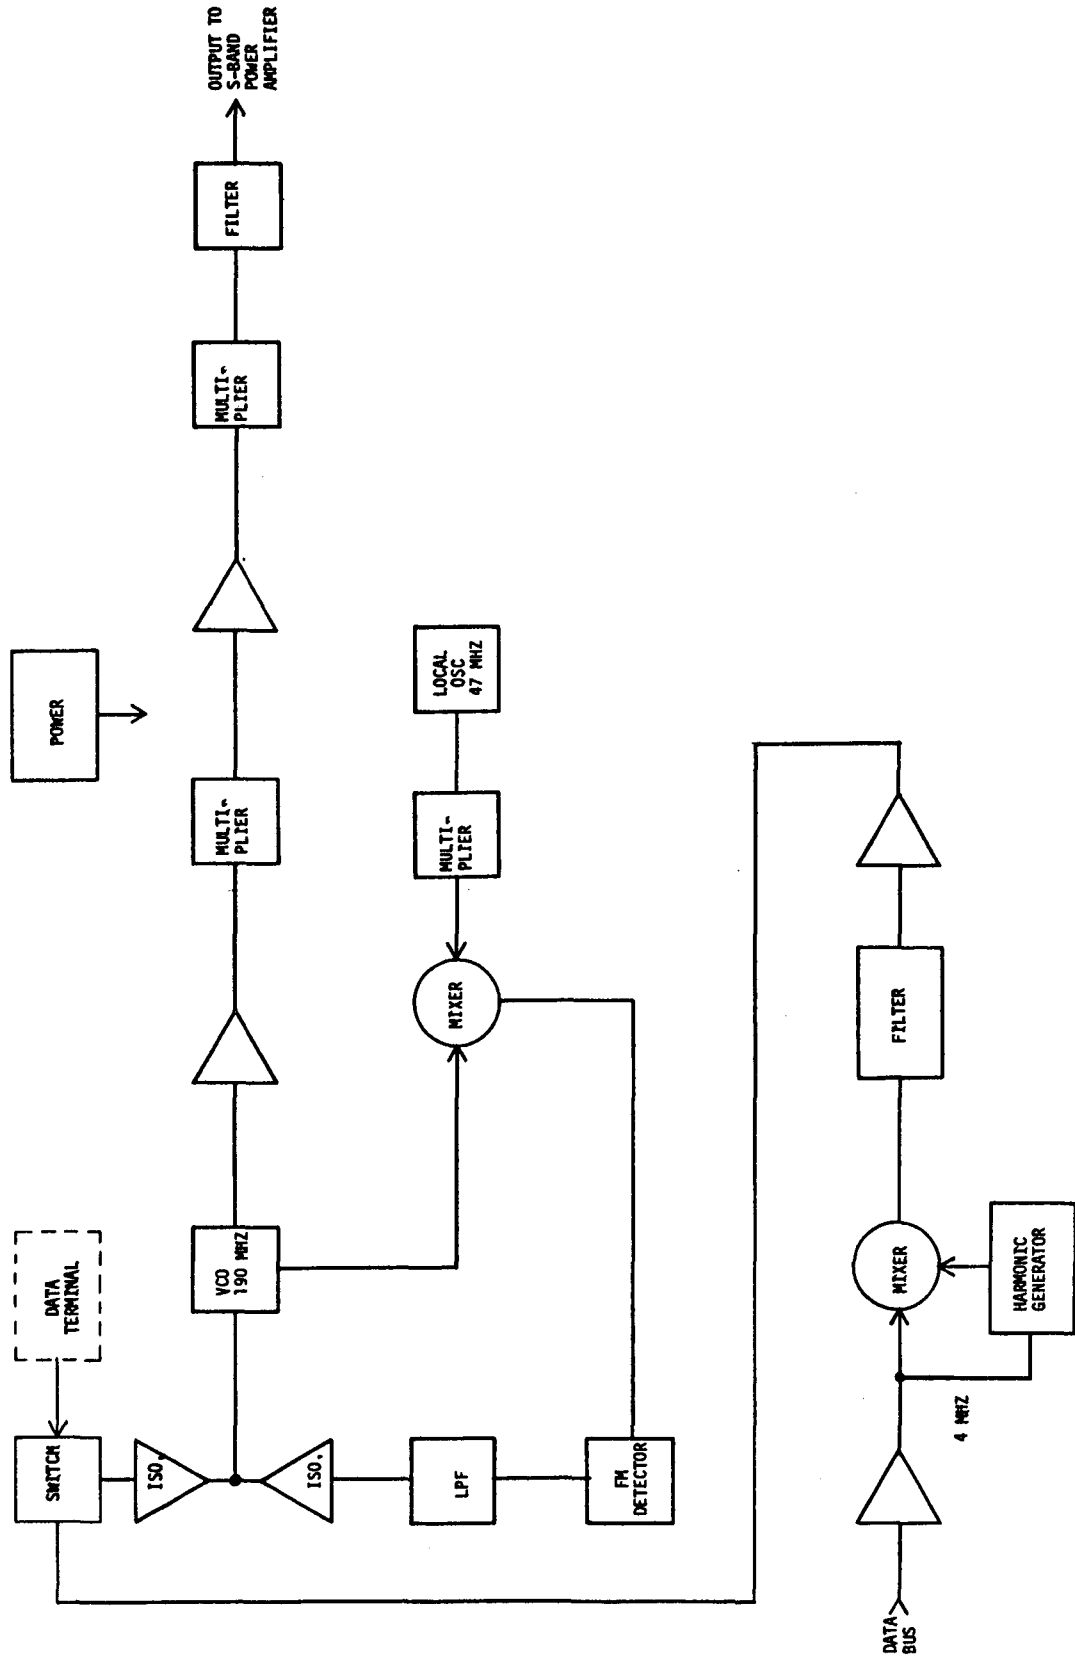 DATA
TERMINAL
POWER
SWITCH
ISO.
ISO.
VCO
190 MHZ
MULTI-
PLIER
MULTI-
PLIER
FILTER
OUTPUT TO
S-BAND
POWER
AMPLIFIER
LPF
MIXER
MULTI-
PLIER
LOCAL
OSC
47 MHZ
FM
DETECTOR
DATA
BUS
4 MHZ
MIXER
FILTER
HARMONIC
GENERATOR